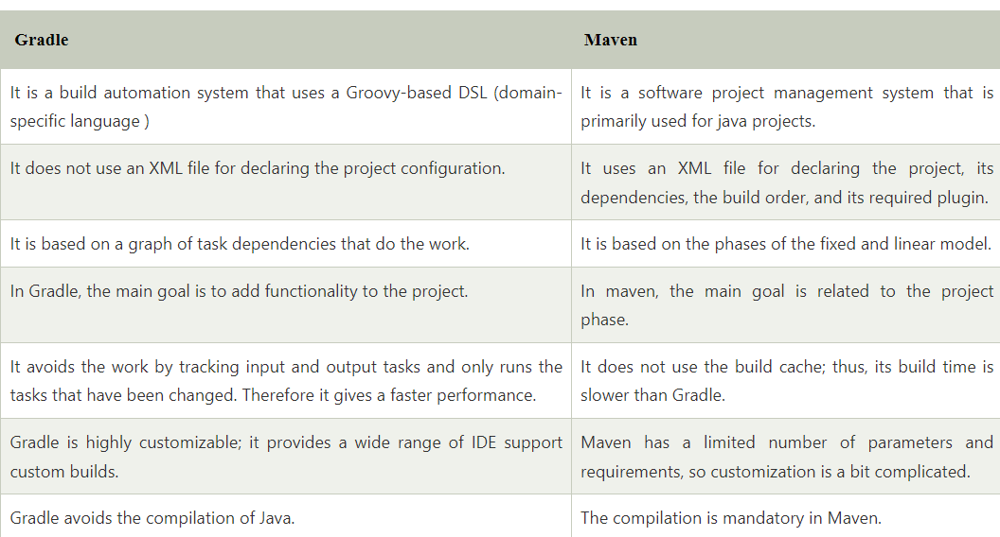 Gradle
Maven
It is a build automation system that uses a Groovy-based DSL (domain-
specific language )
It is a software project management system that is
primarily used for java projects.
It does not use an XML file for declaring the project configuration.
It uses an XML file for declaring the project, its
dependencies, the build order, and its required plugin.
It is based on a graph of task dependencies that do the work.
It is based on the phases of the fixed and linear model.
In Gradle, the main goal is to add functionality to the project.
In maven, the main goal is related to the project
phase.
It avoids the work by tracking input and output tasks and only runs the
tasks that have been changed. Therefore it gives a faster performance.
It does not use the build cache; thus, its build time is
slower than Gradle.
Gradle is highly customizable; it provides a wide range of IDE support
custom builds.
Maven has a limited number of parameters and
requirements, so customization is a bit complicated.
Gradle avoids the compilation of Java.
The compilation is mandatory in Maven.